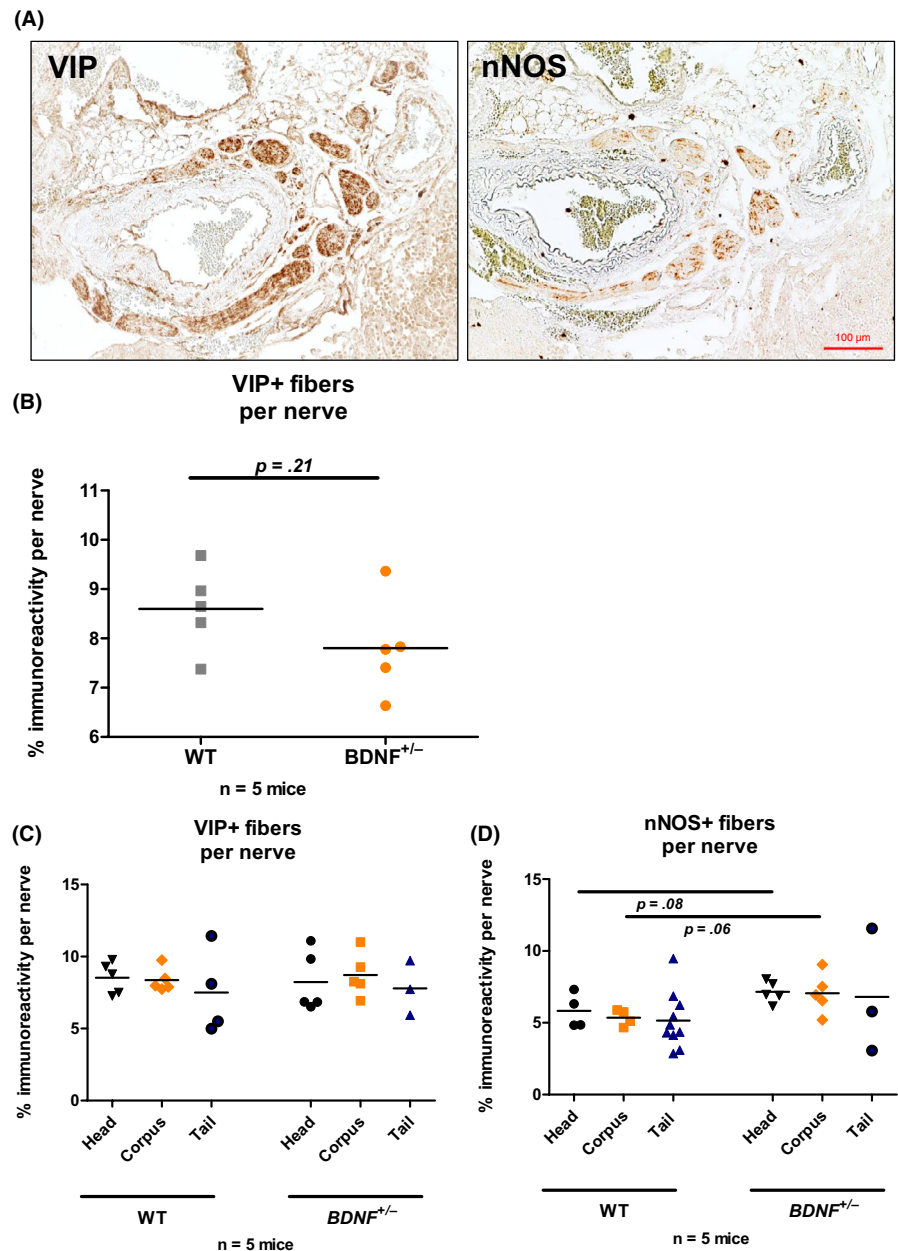 (A)
VIP
nNOS
100 µm
(B)
VIP+ fibers
per nerve
p = .21
% immunoreactivity per nerve
11
10
9
8
7
6
WT
BDNF+/–
n = 5 mice
(C)
VIP+ fibers
per nerve
% immunoreactivity per nerve
15
10
5
0
Head
Corpus
Tail
Head
Corpus
Tail
WT
BDNF+/–
n = 5 mice
(D)
nNOS+ fibers
per nerve
% immunoreactivity per nerve
15
10
5
0
p = .08
p = .06
Head
Corpus
Tail
Head
Corpus
Tail
WT
BDNF+/–
n = 5 mice